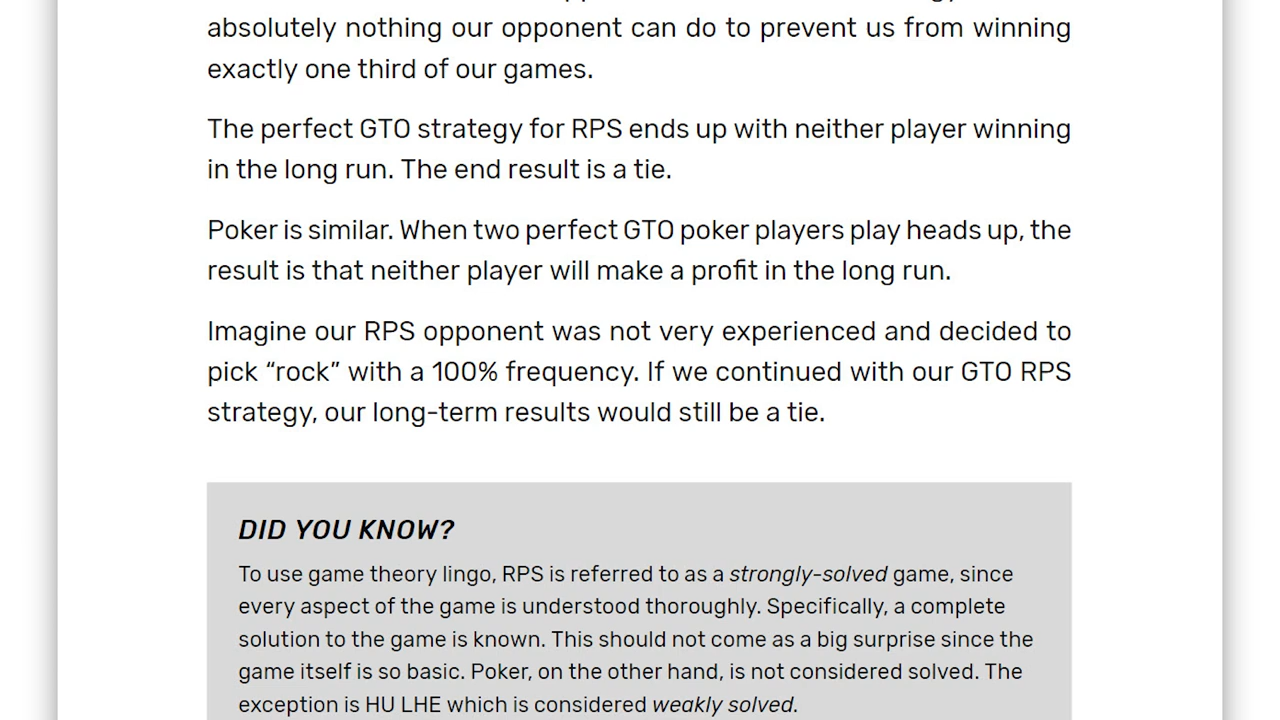 absolutely nothing our opponent can do to prevent us from winning
exactly one third of our games.
The perfect GTO strategy for RPS ends up with neither player winning
in the long run. The end result is a tie.
Poker is similar. When two perfect GTO poker players play heads up, the
result is that neither player will make a profit in the long run.
Imagine our RPS opponent was not very experienced and decided to
pick “rock” with a 100% frequency. If we continued with our GTO RPS
strategy, our long-term results would still be a tie.
DID YOU KNOW?
To use game theory lingo, RPS is referred to as a strongly-solved game, since
every aspect of the game is understood thoroughly. Specifically, a complete
solution to the game is known. This should not come as a big surprise since the
game itself is so basic. Poker, on the other hand, is not considered solved. The
exception is HU LHE which is considered weakly solved.